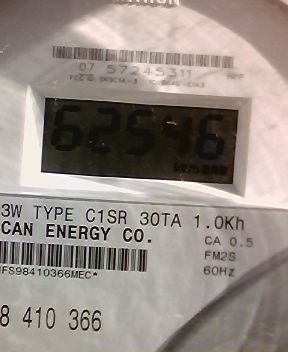 07 57245311
62546
kWh
3W TYPE C1SR 30TA 1.0Kh
CAN ENERGY CO.
CA 0.5
FM2S
60Hz
FS98410366MEC*
8 410 366